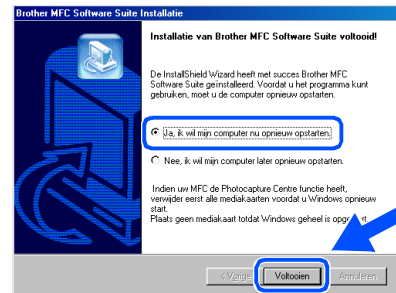 Brother MFC Software Suite Installatie
Installatie van Brother MFC Software Suite voltooid!
De InstallShield Wizard heeft met succes Brother MFC
Software Suite geïnstalleerd. Voordat u het programma kunt
gebruiken, moet u de computer opnieuw opstarten.
Ja, ik wil mijn computer nu opnieuw opstarten.
Nee, ik wil mijn computer later opnieuw opstarten.
Indien uw MFC de Photocapture Centre functie heeft,
verwijder eerst alle mediakaarten voordat u Windows opnieuw
start.
Plaats geen mediakaart totdat Windows geheel is
< Vorige Voltooien Annuleren